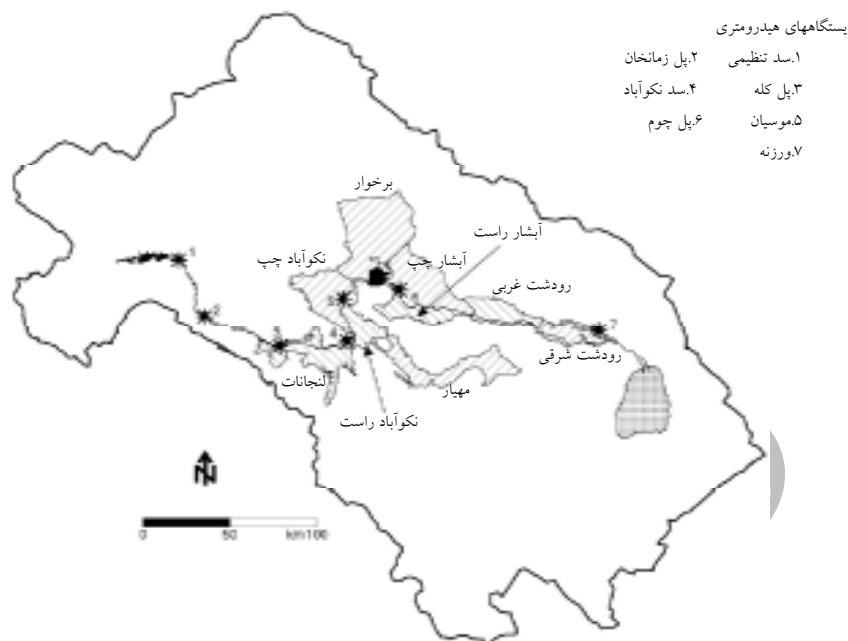 یستگاههای هیدرومتری
۱.سد تنظیمی ۲.پل زمانخان
۳.پل کله ۴.سد نکوآباد
۵.موسیان ۶.پل چوم
۷.ورزنه
برخوار
آبشار راست
نکوآباد چپ
آبشار چپ
رودشت غربی
رودشت شرقی
لنجانات
مهیار
نکوآباد راست
1
2
3
4
5
6
7
N
0 50 km100